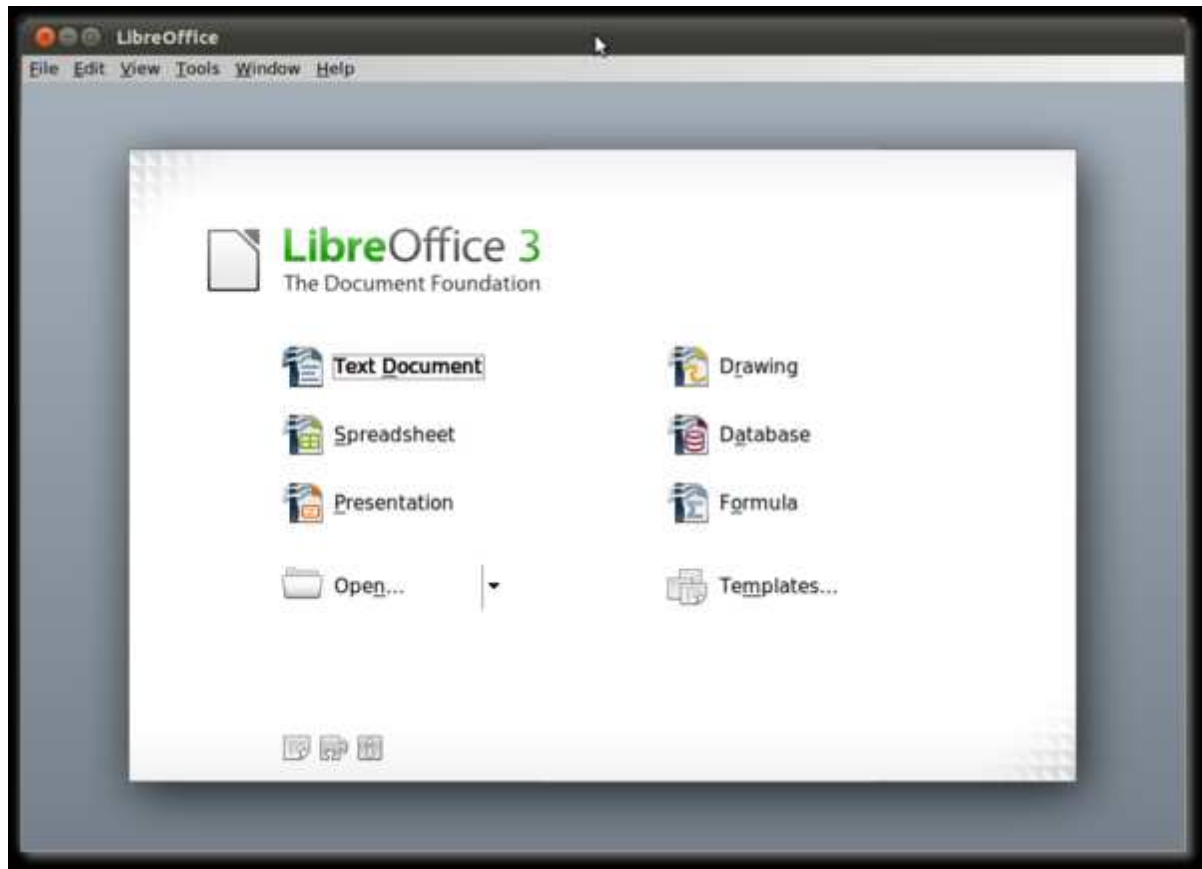 LibreOffice
File Edit View Tools Window Help
LibreOffice 3
The Document Foundation
Text Document
Drawing
Spreadsheet
Database
Presentation
Formula
Open...
Templates...